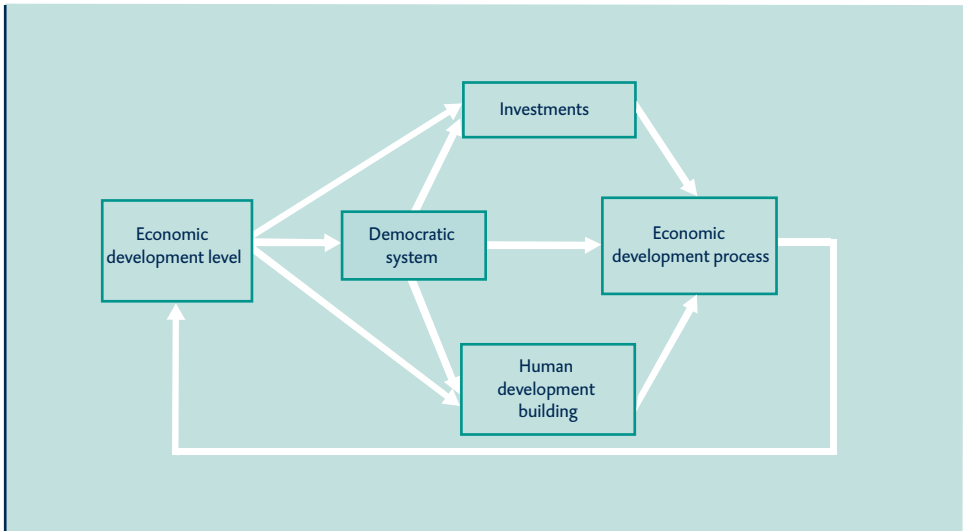 Investments
Economic
development level
Democratic
system
Economic
development process
Human
development
building